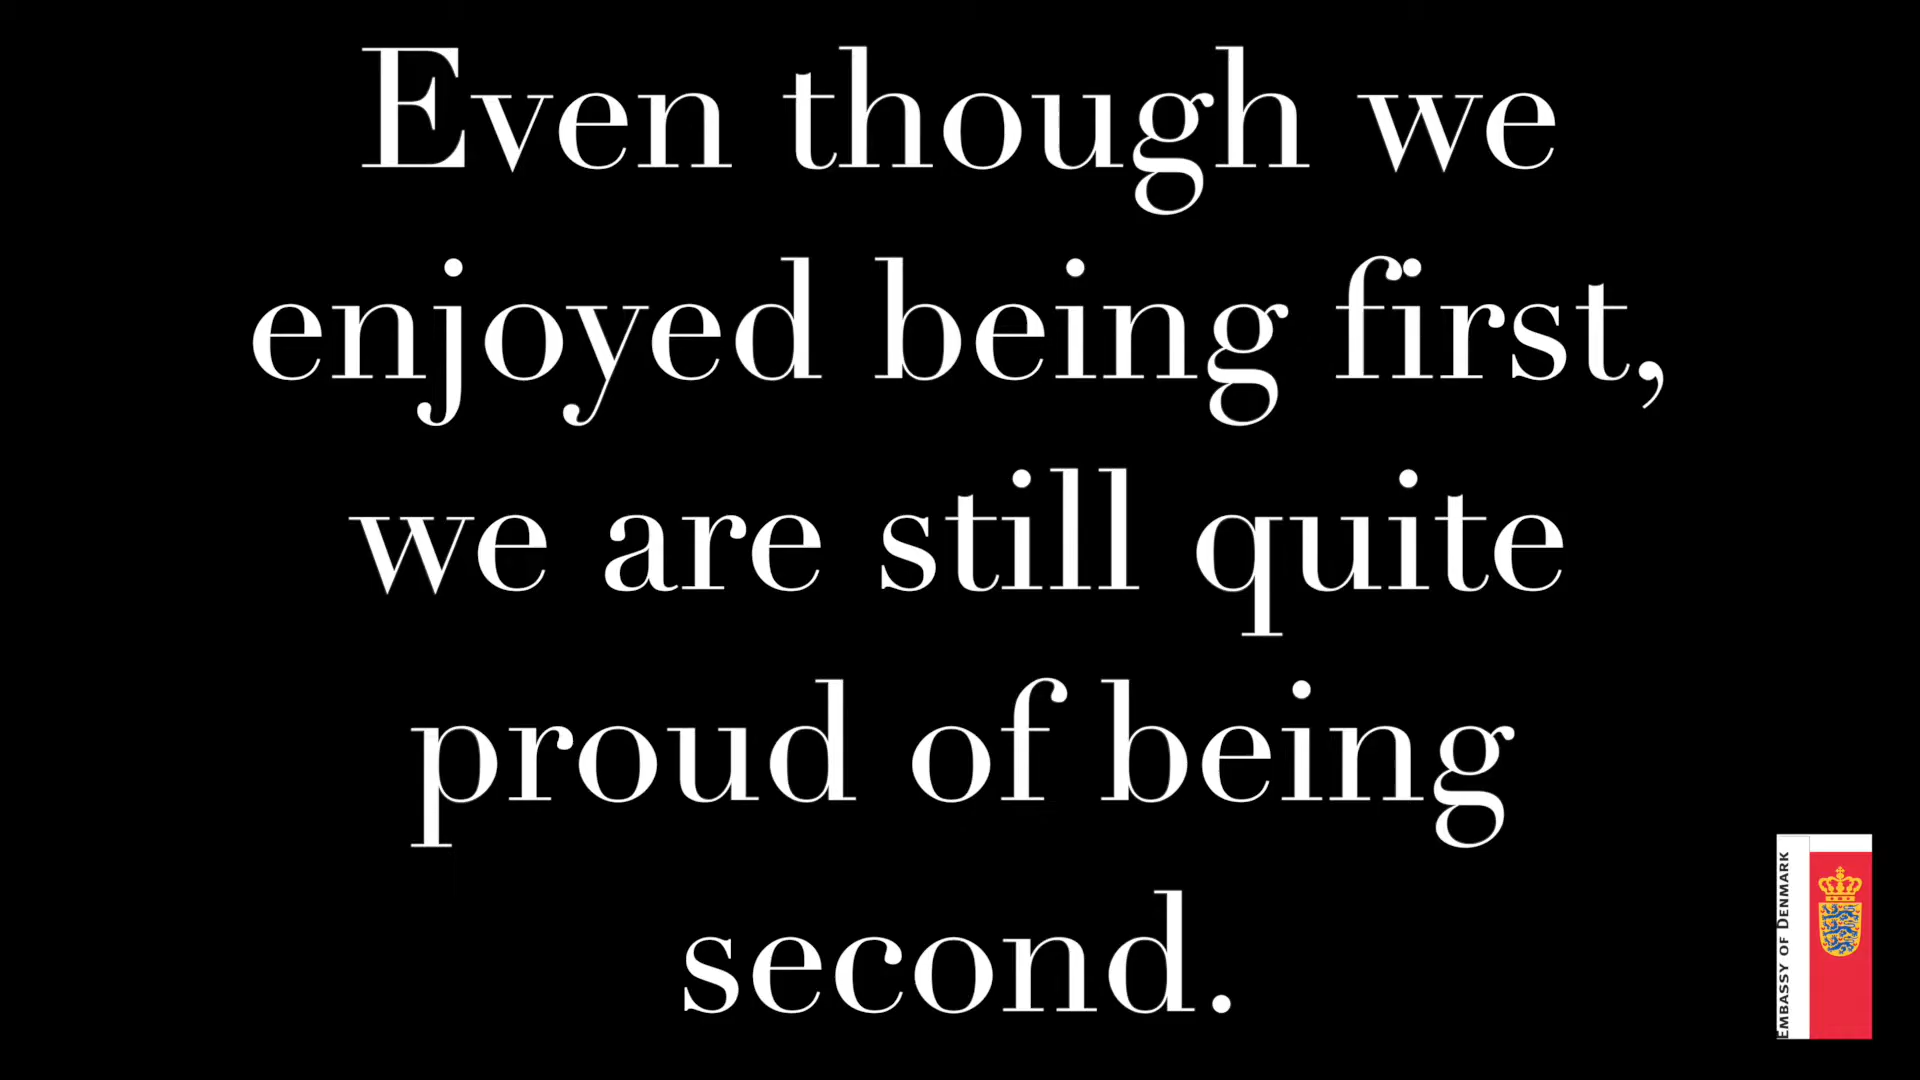 Even though we
enjoyed being first,
we are still quite
proud of being
second.
EMBASSY OF DENMARK